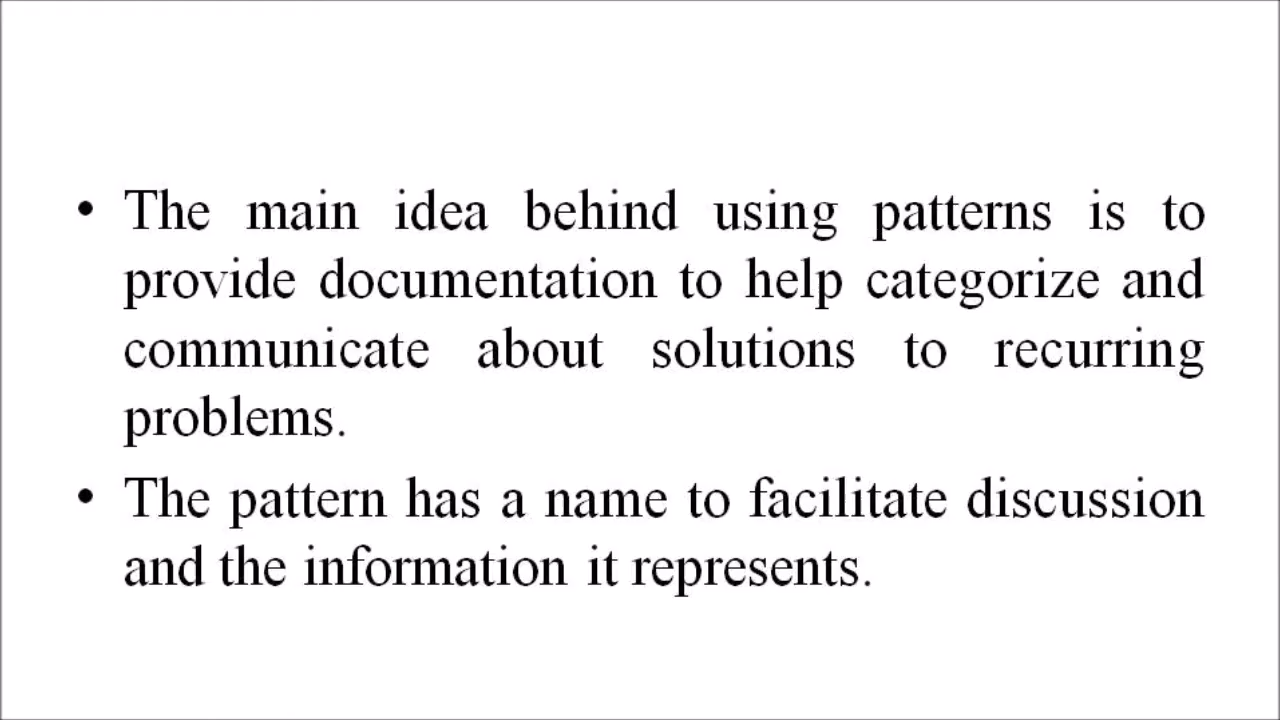 • The main idea behind using patterns is to
provide documentation to help categorize and
communicate about solutions to recurring
problems.
• The pattern has a name to facilitate discussion
and the information it represents.